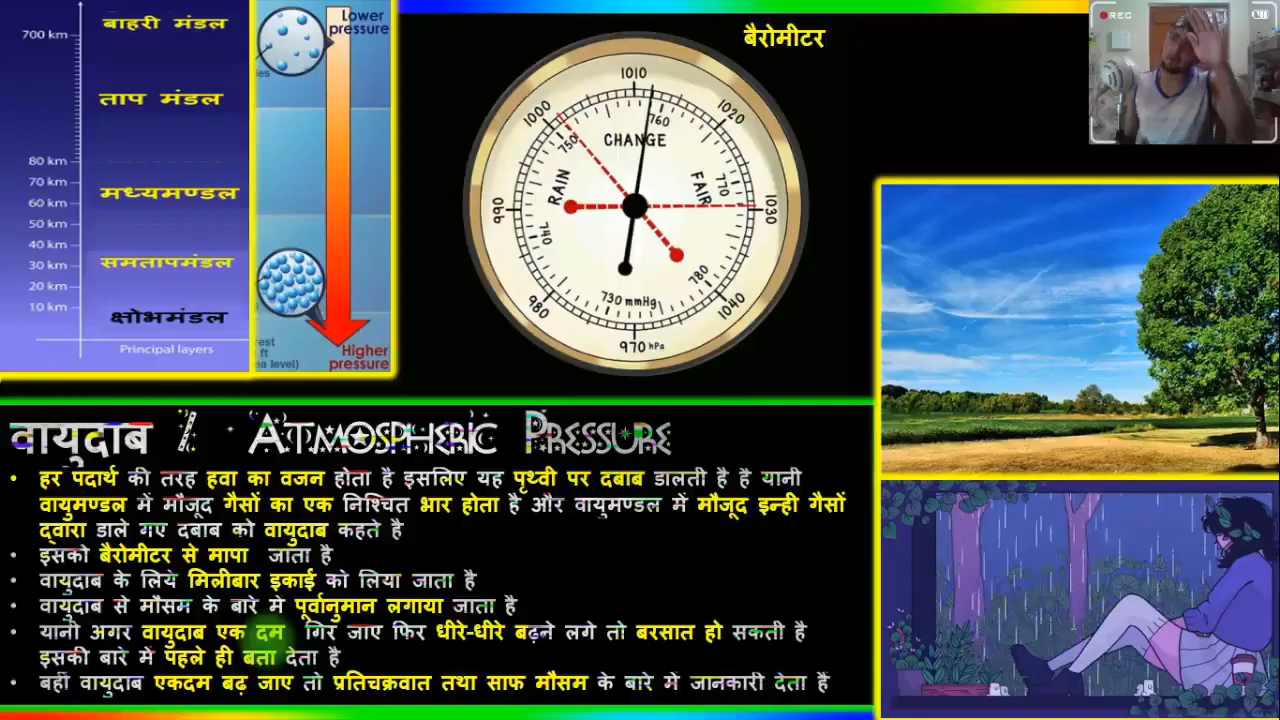 बाहरी मंडल
700 km
ताप मंडल
80 km
70 km
मध्यमण्डल
60 km
50 km
40 km
समतापमंडल
30 km
20 km
10 km
क्षोभमंडल
Principal layers
Lower
pressure
Higher
pressure
बैरोमीटर
1010
1000
1020
760
750
CHANGE
RAIN
FAIR
770
990
1030
740
780
730 mmHg
980
1040
970 hPa
REC
वायुदाब / Atmospheric Pressure
• हर पदार्थ की तरह हवा का वजन होता है इसलिए यह पृथ्वी पर दबाब डालती है है यानी
वायुमण्डल में मौजूद गैसों का एक निश्चित भार होता है और वायुमण्डल में मौजूद इन्ही गैसों
द्वारा डाले गए दबाब को वायुदाब कहते है
• इसको बैरोमीटर से मापा जाता है
• वायुदाब के लिये मिलीबार इकाई को लिया जाता है
• वायुदाब से मौसम के बारे मे पूर्वानुमान लगाया जाता है
• यानी अगर वायुदाब एक दम गिर जाए फिर धीरे-धीरे बढ़ने लगे तो बरसात हो सकती है
इसकी बारे में पहले ही बता देता है
• बहीं वायुदाब एकदम बढ़ जाए तो प्रतिचक्रवात तथा साफ मौसम के बारे में जानकारी देता है